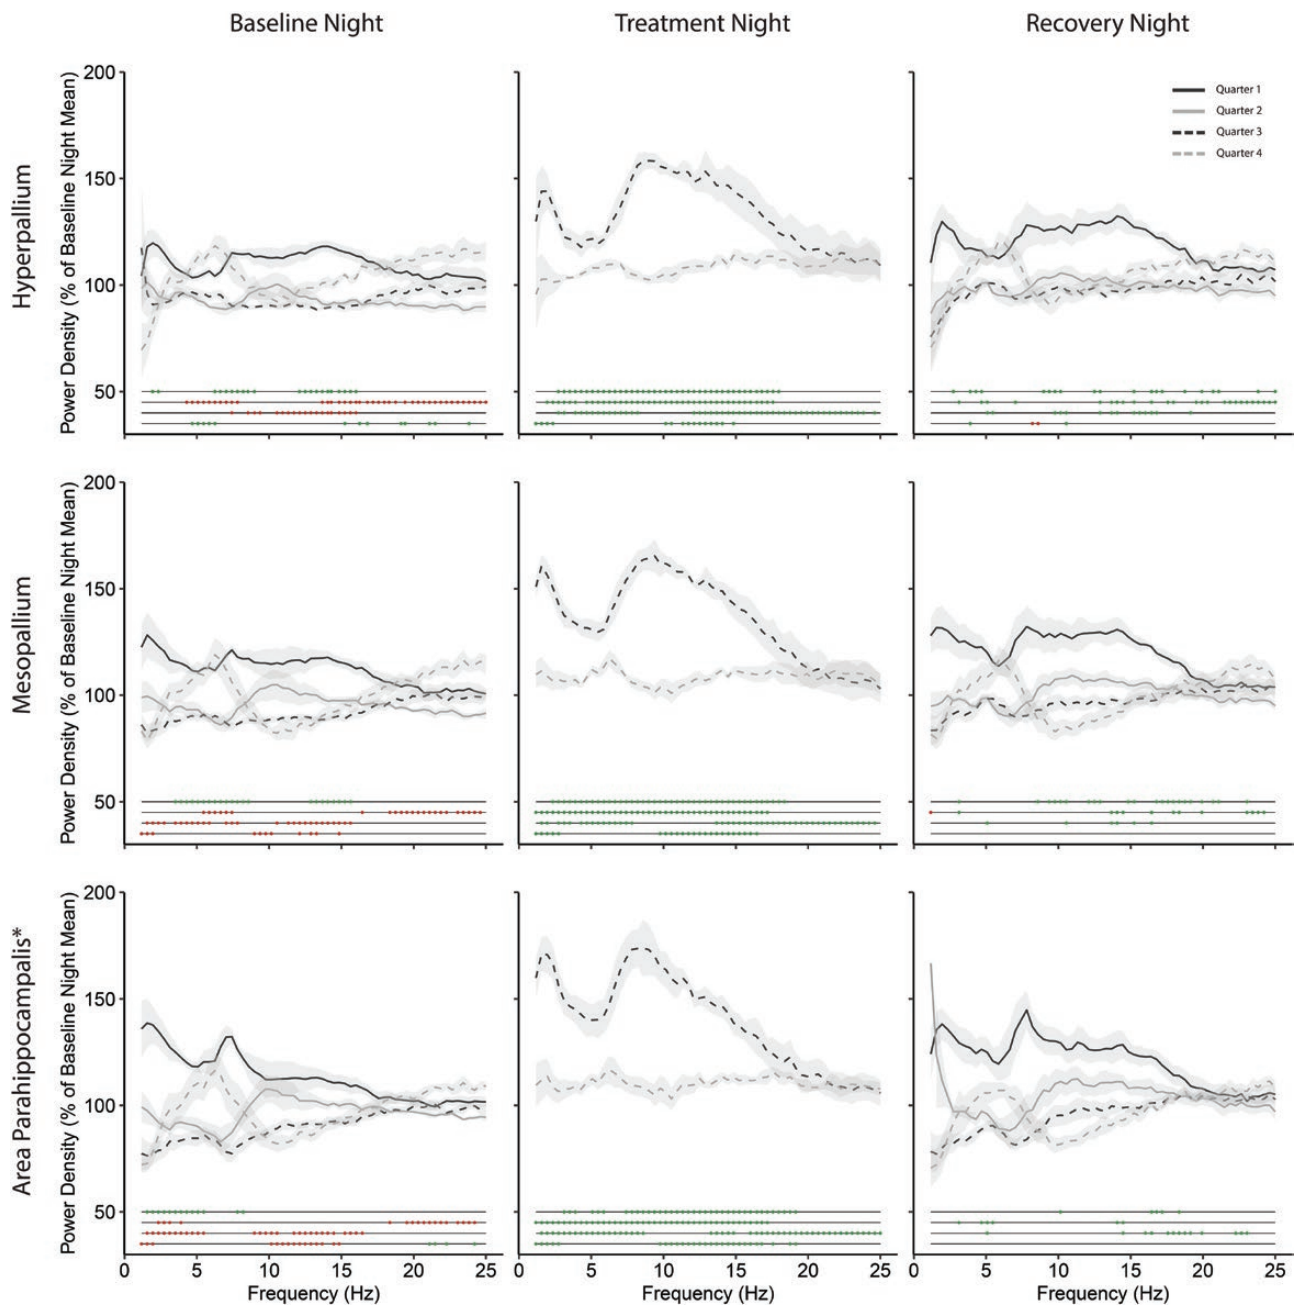 Baseline Night
Treatment Night
Recovery Night
Hyperpallium
Power Density (% of Baseline Night Mean)
200
150
100
50
Quarter 1
Quarter 2
Quarter 3
Quarter 4
Mesopallium
Power Density (% of Baseline Night Mean)
200
150
100
50
Area Parahippocampalis*
Power Density (% of Baseline Night Mean)
200
150
100
50
0 5 10 15 20 25
0 5 10 15 20 25
0 5 10 15 20 25
Frequency (Hz)
Frequency (Hz)
Frequency (Hz)